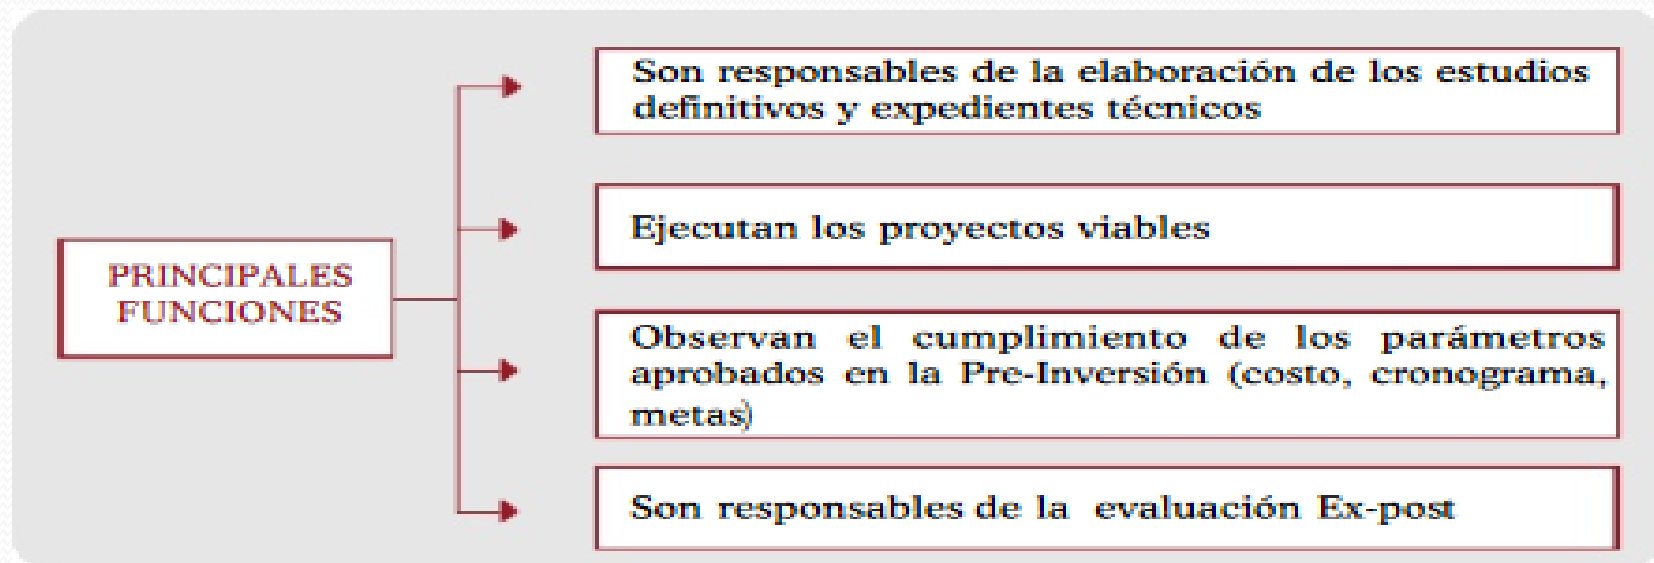 PRINCIPALES
FUNCIONES
Son responsables de la elaboración de los estudios
definitivos y expedientes técnicos
Ejecutan los proyectos viables
Observan el cumplimiento de los parámetros
aprobados en la Pre-Inversión (costo, cronograma,
metas)
Son responsables de la evaluación Ex-post